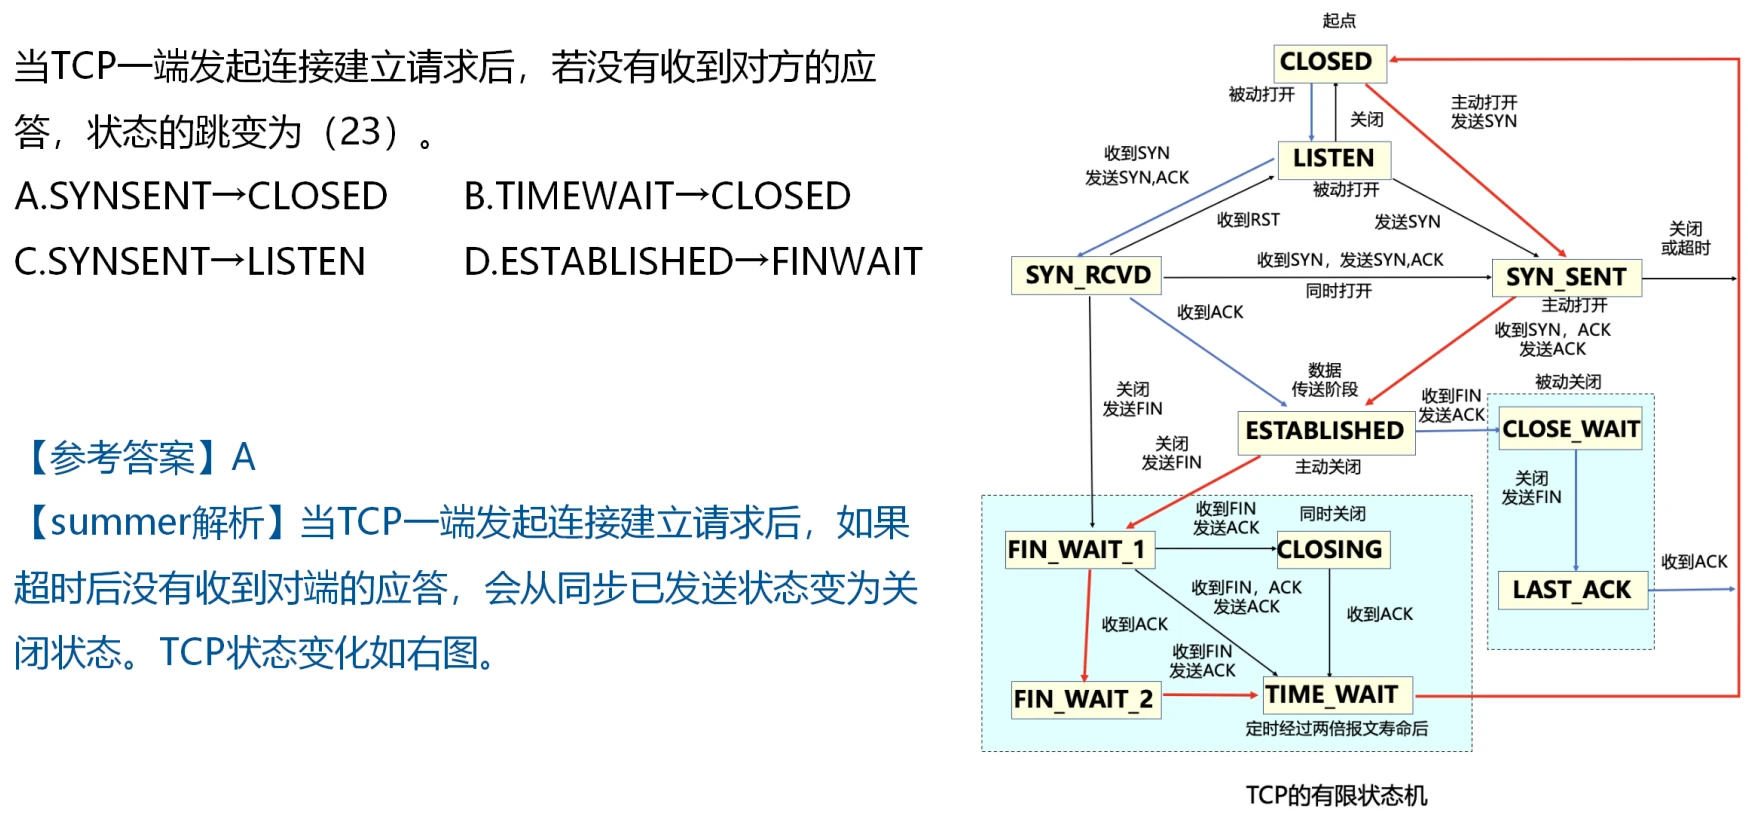 当TCP一端发起连接建立请求后，若没有收到对方的应
答，状态的跳变为（23）。
A.SYNSENT→CLOSED B.TIMEWAIT→CLOSED
C.SYNSENT→LISTEN D.ESTABLISHED→FINWAIT
【参考答案】A
【summer解析】当TCP一端发起连接建立请求后，如果
超时后没有收到对端的应答，会从同步已发送状态变为关
闭状态。TCP状态变化如右图。
起点
CLOSED
被动打开
关闭
主动打开
发送SYN
LISTEN
被动打开
收到SYN
发送SYN,ACK
收到RST
发送SYN
关闭
或超时
SYN_RCVD
收到SYN，发送SYN,ACK
同时打开
SYN_SENT
主动打开
收到ACK
收到SYN，ACK
发送ACK
关闭
发送FIN
数据
传送阶段
ESTABLISHED
主动关闭
收到FIN
发送ACK
被动关闭
CLOSE_WAIT
关闭
发送FIN
关闭
发送FIN
LAST_ACK
收到ACK
FIN_WAIT_1
收到FIN
发送ACK
同时关闭
CLOSING
收到FIN，ACK
发送ACK
收到ACK
收到ACK
收到FIN
发送ACK
FIN_WAIT_2
TIME_WAIT
定时经过两倍报文寿命后
TCP的有限状态机